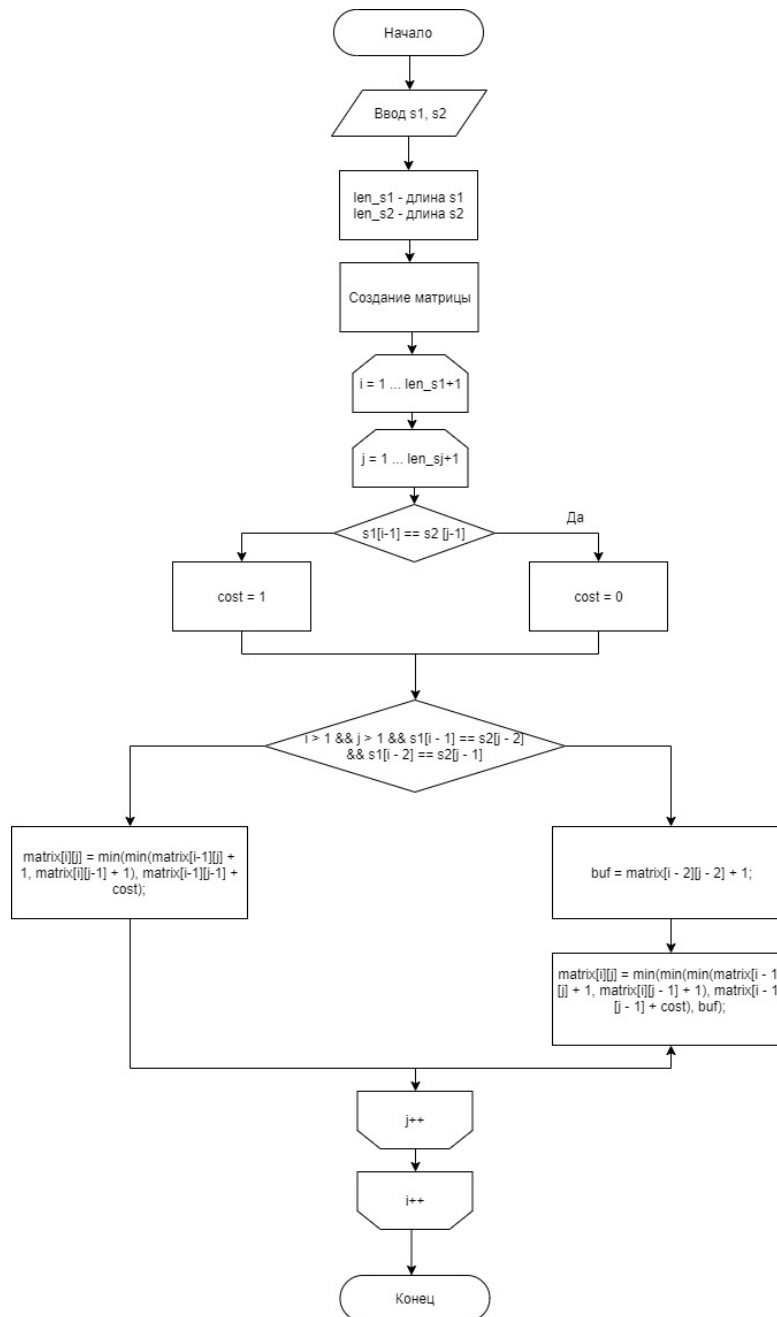 Начало
Ввод s1, s2
len_s1 - длина s1
len_s2 - длина s2
Создание матрицы
i = 1 ... len_s1+1
j = 1 ... len_sj+1
s1[i-1] == s2 [j-1]
Да
cost = 1
cost = 0
i > 1 && j > 1 && s1[i - 1] == s2[j - 2]
&& s1[i - 2] == s2[j - 1]
matrix[i][j] = min(min(matrix[i-1][j] +
1, matrix[i][j-1] + 1), matrix[i-1][j-1] +
cost);
buf = matrix[i - 2][j - 2] + 1;
matrix[i][j] = min(min(min(matrix[i - 1]
[j] + 1, matrix[i][j - 1] + 1), matrix[i - 1]
[j - 1] + cost), buf);
j++
i++
Конец